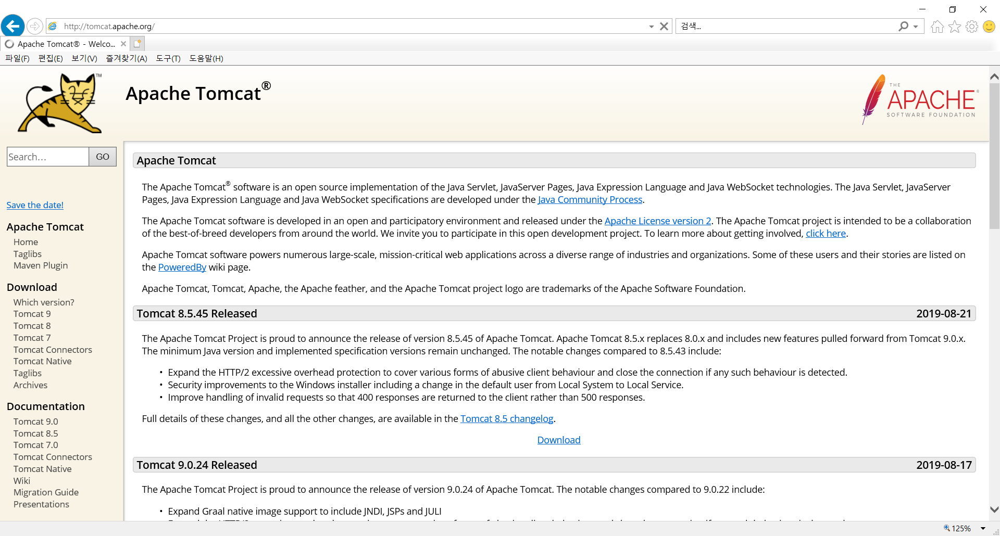 http://tomcat.apache.org/
검색...
Apache Tomcat® - Welco...
파일(F) 편집(E) 보기(V) 즐겨찾기(A) 도구(T) 도움말(H)
TM
Apache Tomcat®
THE
APACHE®
SOFTWARE FOUNDATION
Search…
GO
Save the date!
Apache Tomcat
Home
Taglibs
Maven Plugin
Download
Which version?
Tomcat 9
Tomcat 8
Tomcat 7
Tomcat Connectors
Tomcat Native
Taglibs
Archives
Documentation
Tomcat 9.0
Tomcat 8.5
Tomcat 7.0
Tomcat Connectors
Tomcat Native
Wiki
Migration Guide
Presentations
Apache Tomcat
The Apache Tomcat® software is an open source implementation of the Java Servlet, JavaServer Pages, Java Expression Language and Java WebSocket technologies. The Java Servlet, JavaServer
Pages, Java Expression Language and Java WebSocket specifications are developed under the Java Community Process.
The Apache Tomcat software is developed in an open and participatory environment and released under the Apache License version 2. The Apache Tomcat project is intended to be a collaboration
of the best-of-breed developers from around the world. We invite you to participate in this open development project. To learn more about getting involved, click here.
Apache Tomcat software powers numerous large-scale, mission-critical web applications across a diverse range of industries and organizations. Some of these users and their stories are listed on
the PoweredBy wiki page.
Apache Tomcat, Tomcat, Apache, the Apache feather, and the Apache Tomcat project logo are trademarks of the Apache Software Foundation.
Tomcat 8.5.45 Released 2019-08-21
The Apache Tomcat Project is proud to announce the release of version 8.5.45 of Apache Tomcat. Apache Tomcat 8.5.x replaces 8.0.x and includes new features pulled forward from Tomcat 9.0.x.
The minimum Java version and implemented specification versions remain unchanged. The notable changes compared to 8.5.43 include:
• Expand the HTTP/2 excessive overhead protection to cover various forms of abusive client behaviour and close the connection if any such behaviour is detected.
• Security improvements to the Windows installer including a change in the default user from Local System to Local Service.
• Improve handling of invalid requests so that 400 responses are returned to the client rather than 500 responses.
Full details of these changes, and all the other changes, are available in the Tomcat 8.5 changelog.
Download
Tomcat 9.0.24 Released 2019-08-17
The Apache Tomcat Project is proud to announce the release of version 9.0.24 of Apache Tomcat. The notable changes compared to 9.0.22 include:
• Expand Graal native image support to include JNDI, JSPs and JULI
125%